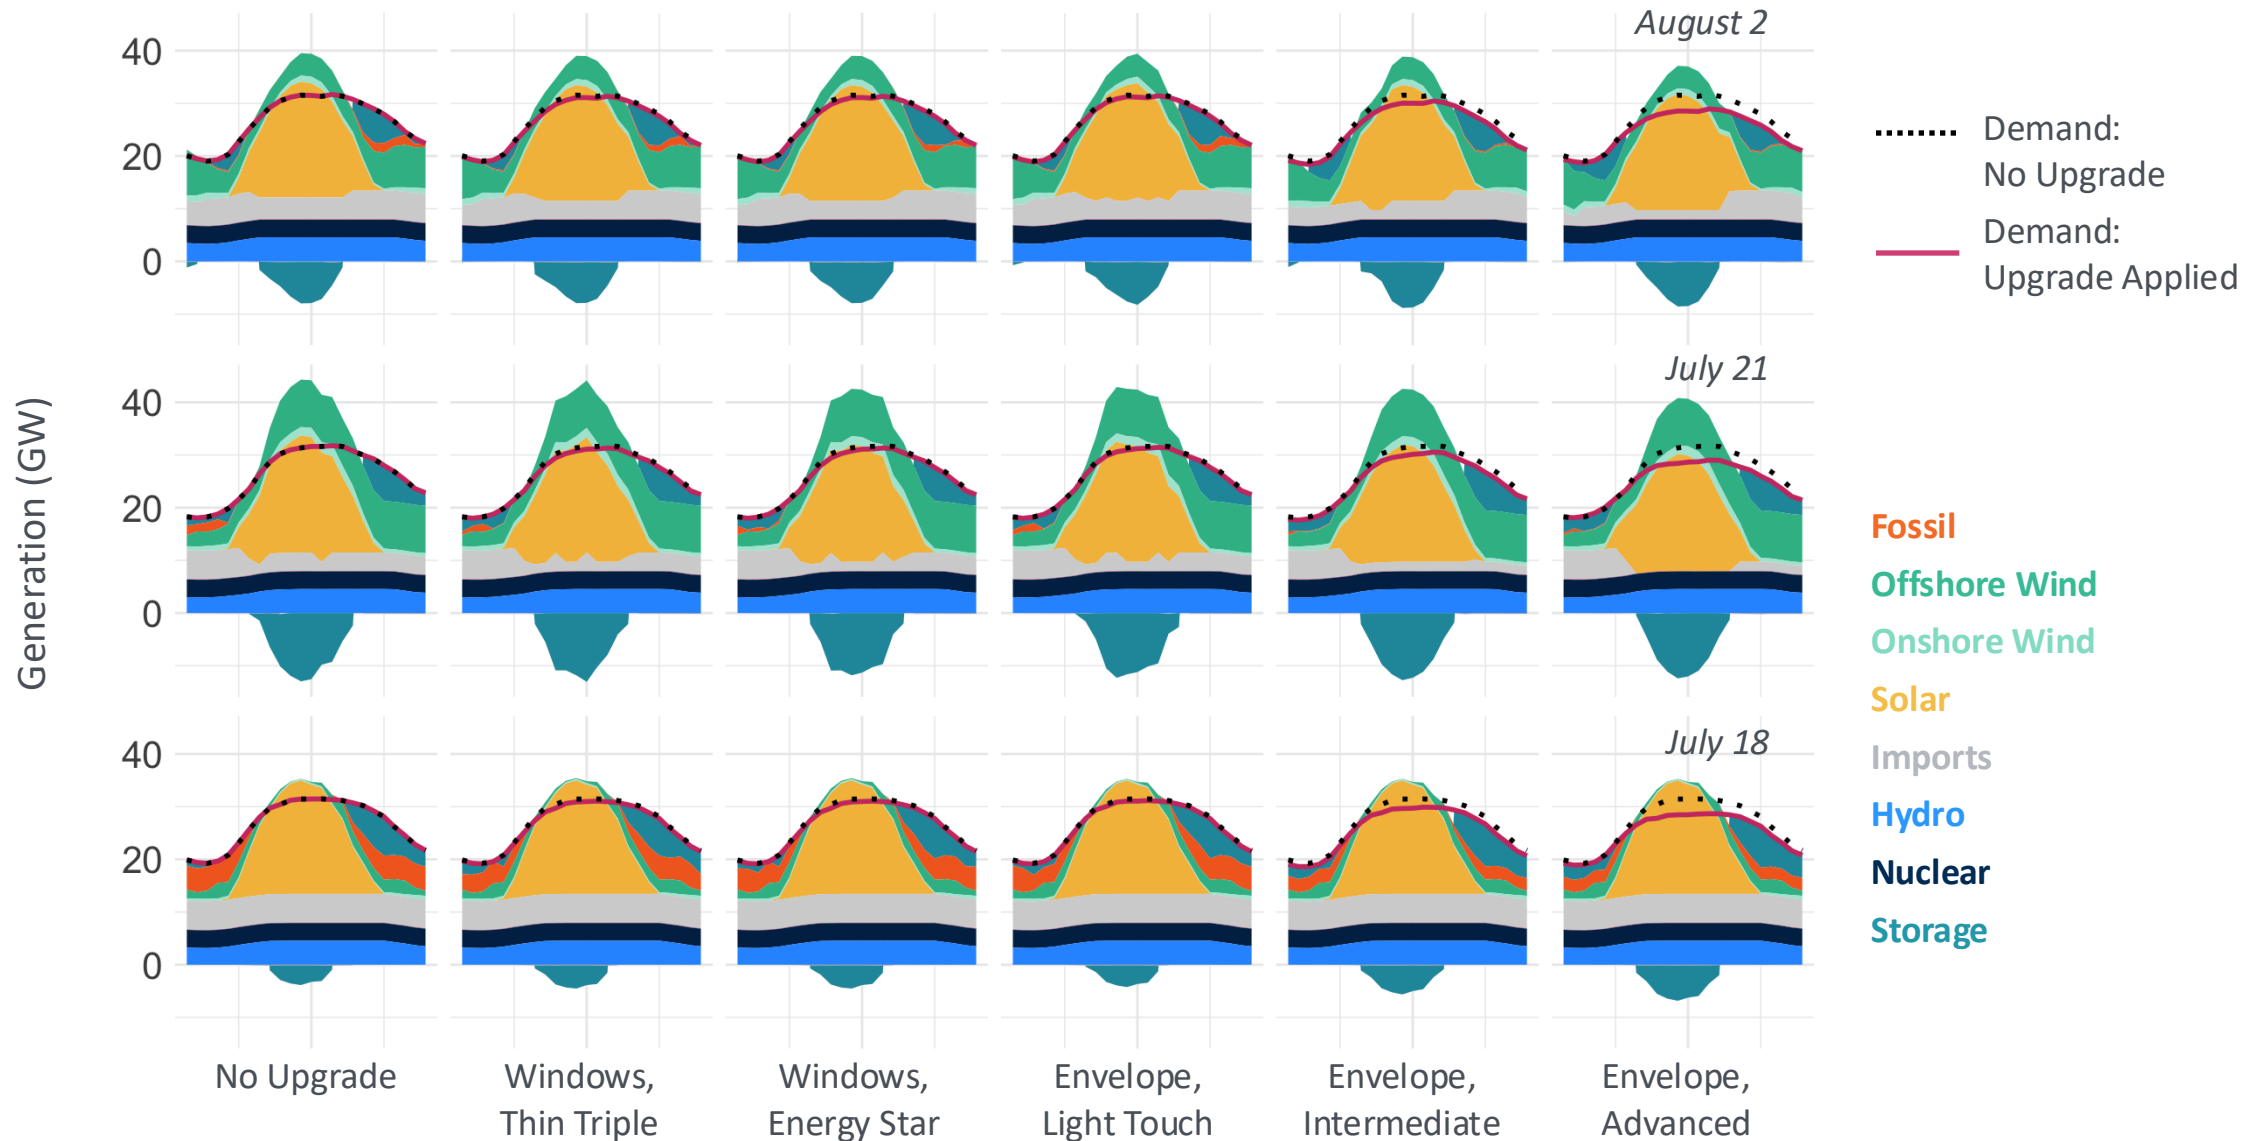 August 2
40
20
0
July 21
40
20
0
July 18
40
20
0
Generation (GW)
No Upgrade
Windows,
Thin Triple
Windows,
Energy Star
Envelope,
Light Touch
Envelope,
Intermediate
Envelope,
Advanced
Demand:
No Upgrade
Demand:
Upgrade Applied
Fossil
Offshore Wind
Onshore Wind
Solar
Imports
Hydro
Nuclear
Storage